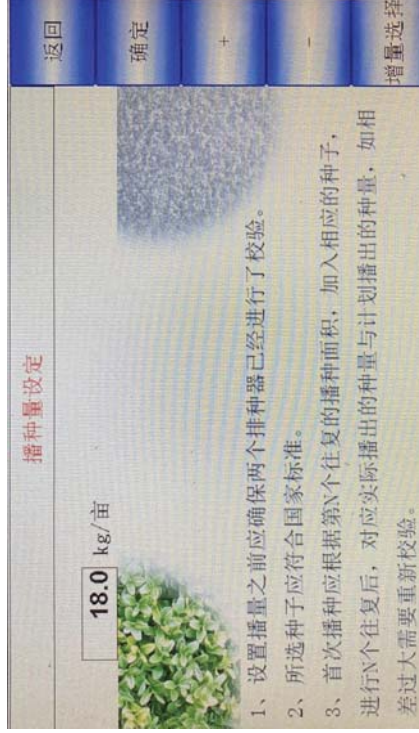 播种量设定
18.0 kg/亩
1、设置播量之前应确保两个排种器已经进行了校验。
2、所选种子应符合国家标准。
3、首次播种应根据第N个往复的播种面积，加入相应的种子，
进行N个往复后，对应实际播出的种量与计划播出的种量，如相
差过大需要重新校验。
返回
确定
+
-
增量选择